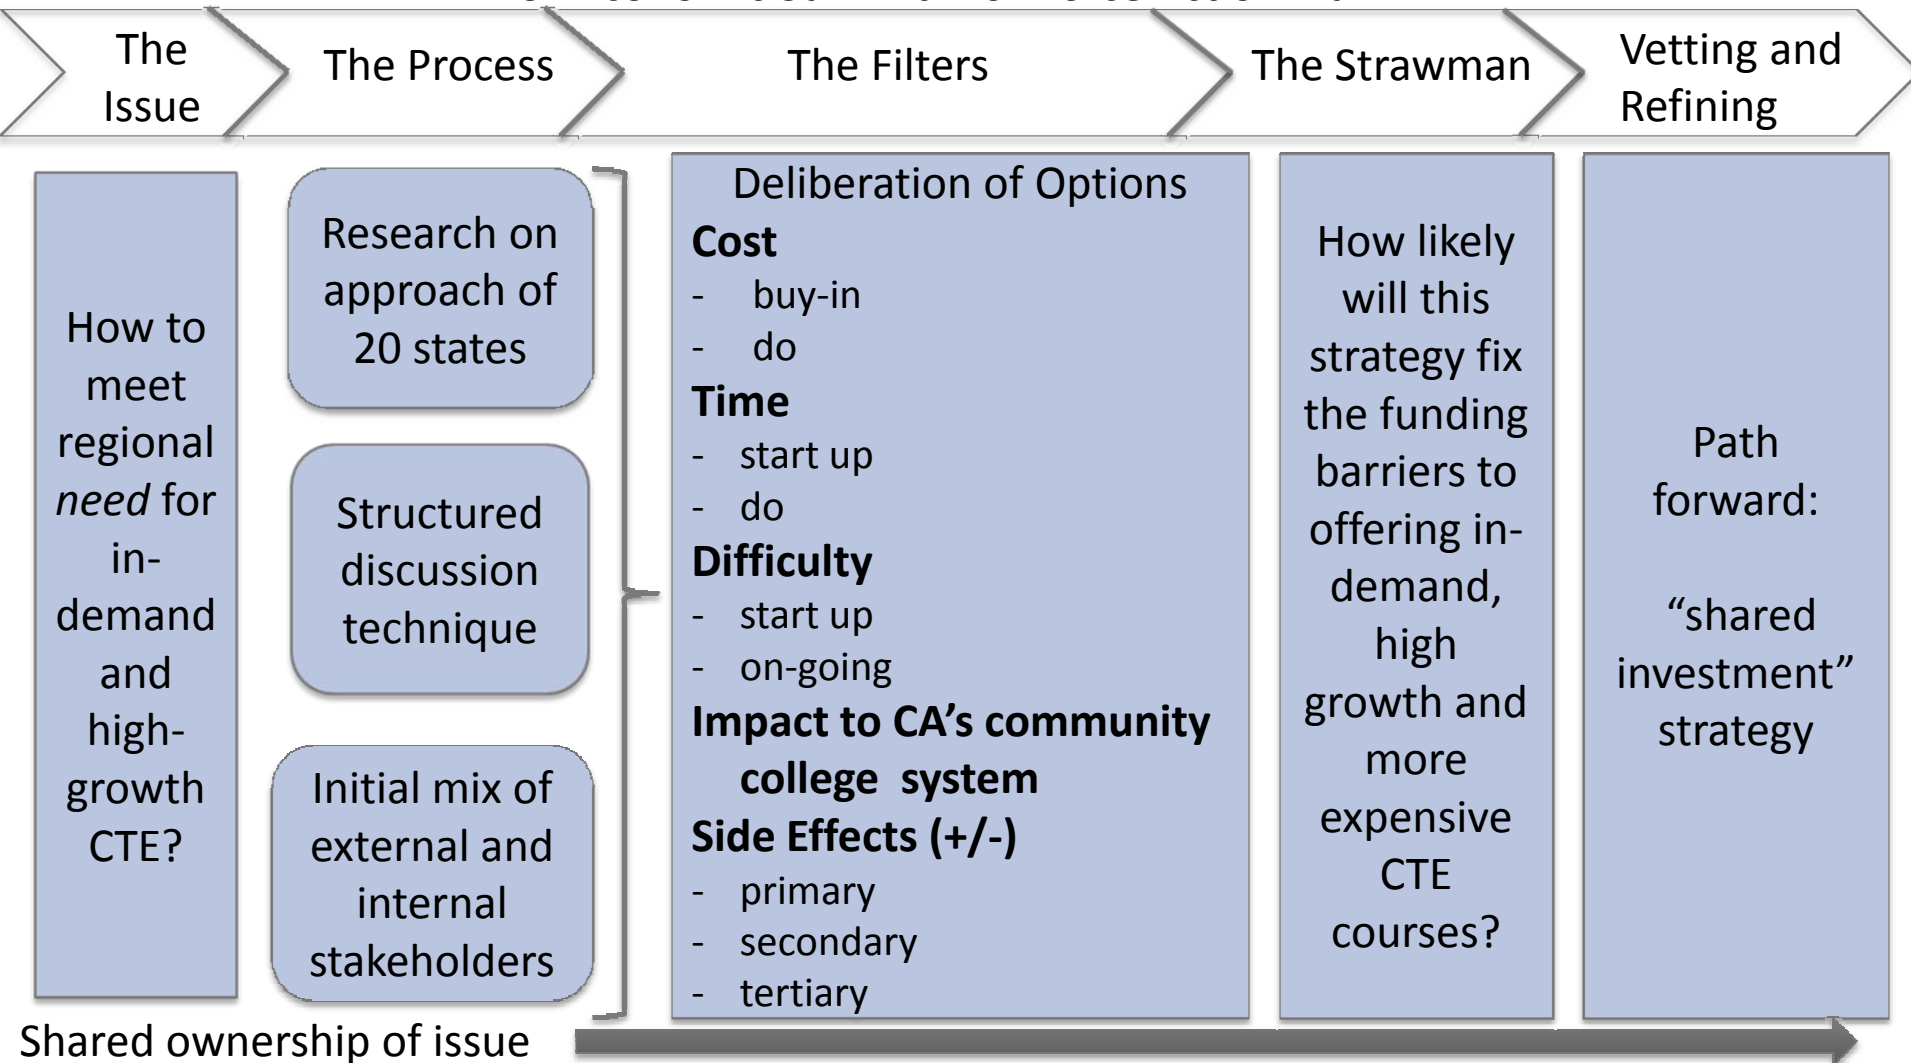 The
Issue
The Process
The Filters
The Strawman
Vetting and
Refining
How to
meet
regional
need for
in-
demand
and
high-
growth
CTE?
Research on
approach of
20 states
Structured
discussion
technique
Initial mix of
external and
internal
stakeholders
Deliberation of Options
Cost
- buy-in
- do
Time
- start up
- do
Difficulty
- start up
- on-going
Impact to CA’s community
college system
Side Effects (+/-)
- primary
- secondary
- tertiary
How likely
will this
strategy fix
the funding
barriers to
offering in-
demand,
high
growth and
more
expensive
CTE
courses?
Path
forward:
“shared
investment”
strategy
Shared ownership of issue